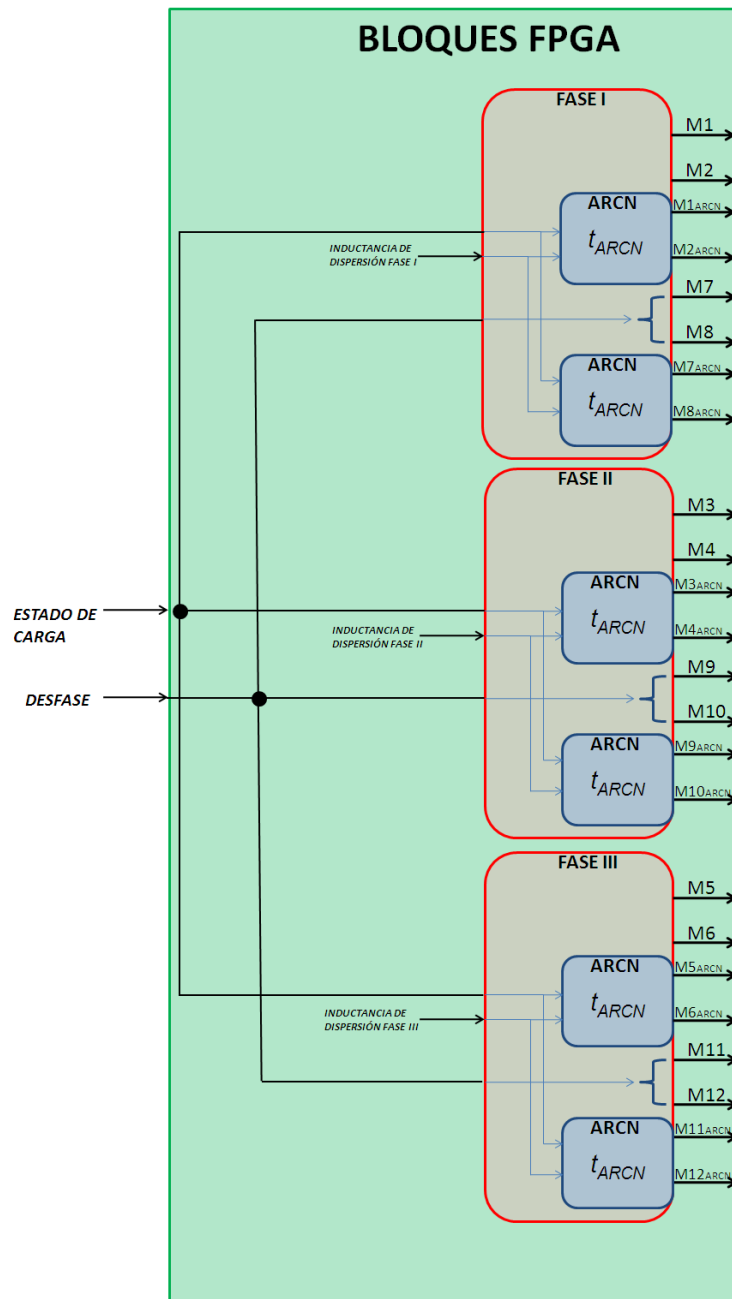 BLOQUES FPGA
FASE I
M1
M2
ARCN
tARCN
M1ARCN
M2ARCN
INDUCTANCIA DE
DISPERSIÓN FASE I
M7
M8
ARCN
tARCN
M7ARCN
M8ARCN
FASE II
M3
M4
ARCN
tARCN
M3ARCN
M4ARCN
ESTADO DE
CARGA
INDUCTANCIA DE
DISPERSIÓN FASE II
M9
M10
DESFASE
ARCN
tARCN
M9ARCN
M10ARCN
FASE III
M5
M6
ARCN
tARCN
M5ARCN
M6ARCN
INDUCTANCIA DE
DISPERSIÓN FASE III
M11
M12
ARCN
tARCN
M11ARCN
M12ARCN